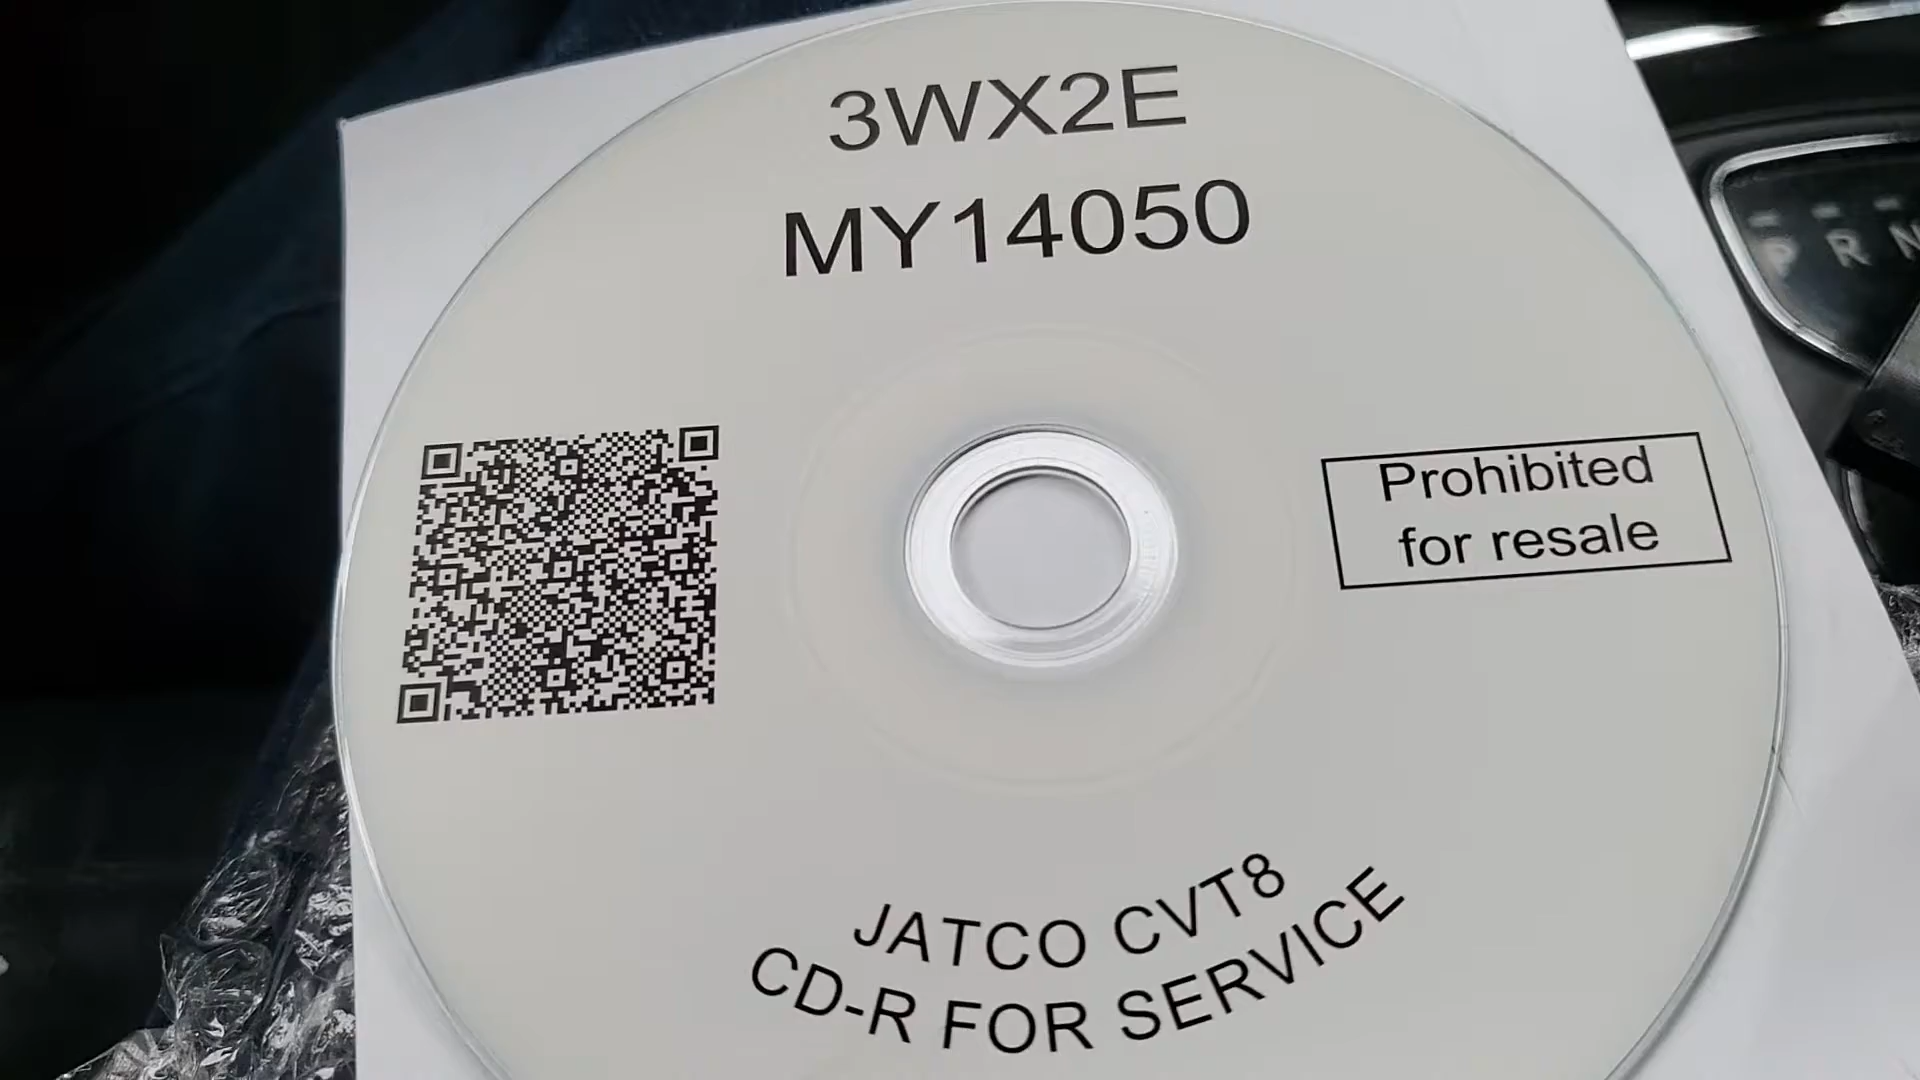 3WX2E
MY14050
Prohibited
for resale
JATCO CVT8
CD-R FOR SERVICE
P R N